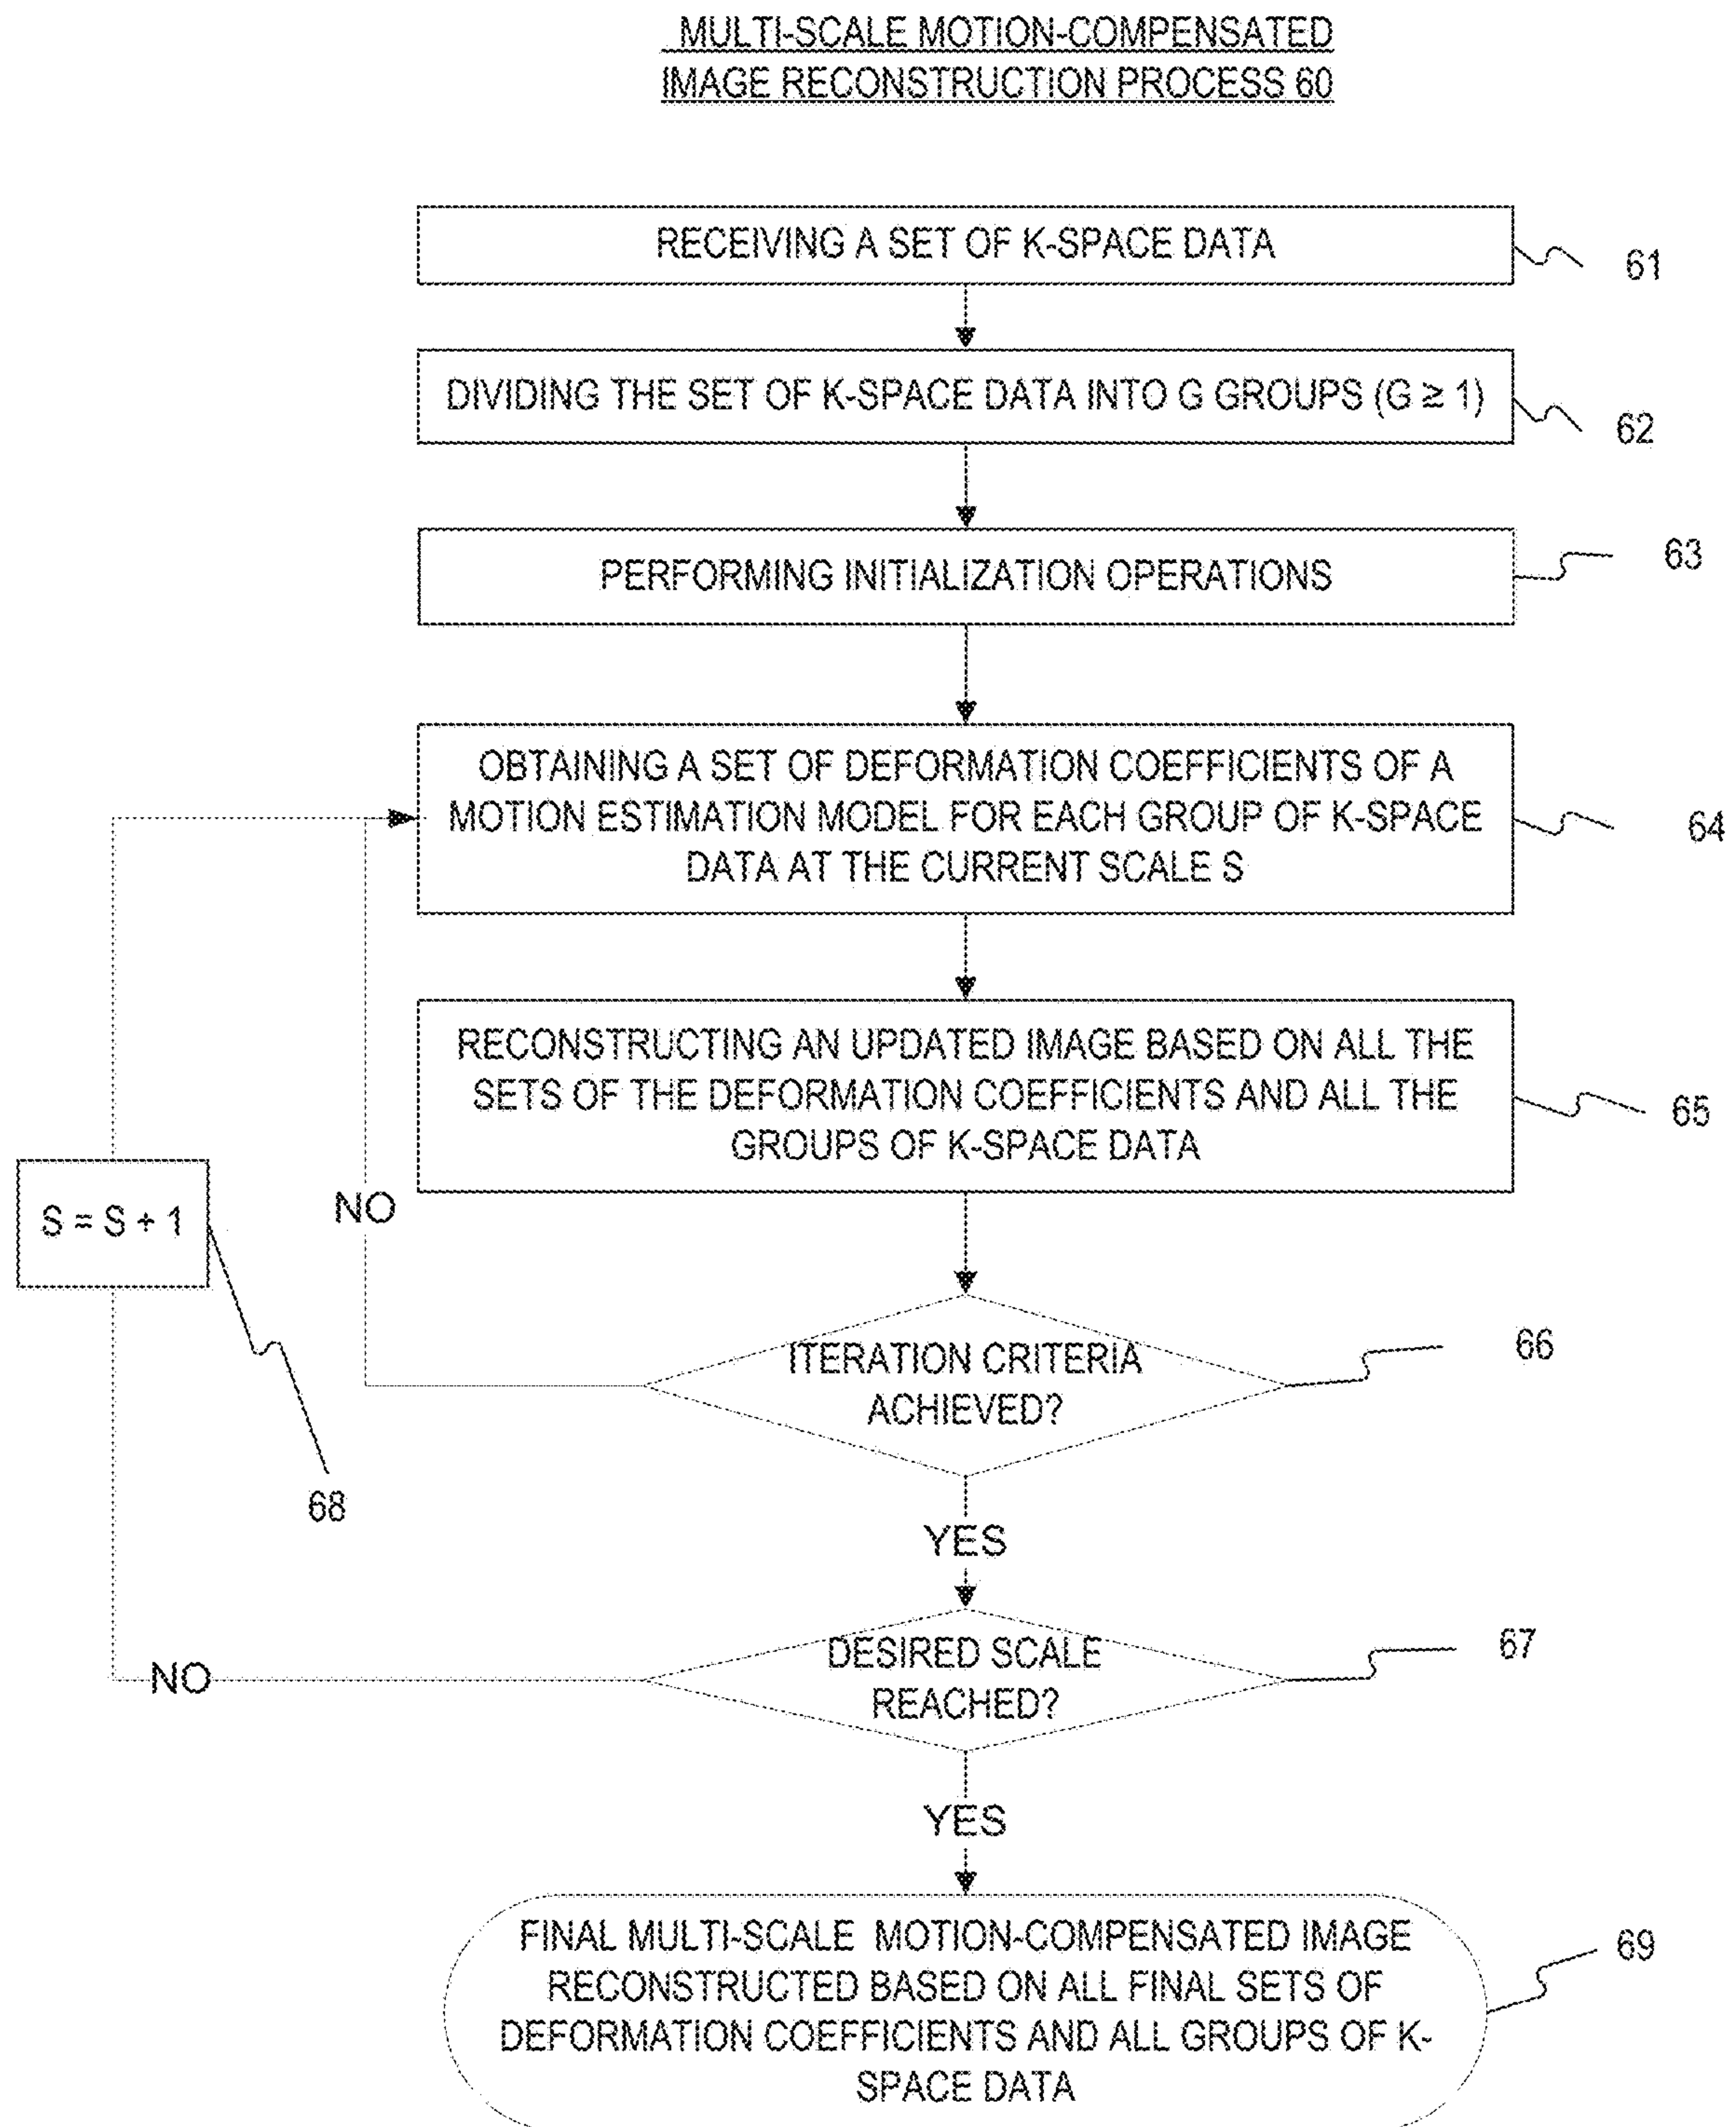 MULTI-SCALE MOTION-COMPENSATED
IMAGE RECONSTRUCTION PROCESS 60
RECEIVING A SET OF K-SPACE DATA
61
DIVIDING THE SET OF K-SPACE DATA INTO G GROUPS (G ≥ 1)
62
PERFORMING INITIALIZATION OPERATIONS
63
OBTAINING A SET OF DEFORMATION COEFFICIENTS OF A
MOTION ESTIMATION MODEL FOR EACH GROUP OF K-SPACE
DATA AT THE CURRENT SCALE S
64
RECONSTRUCTING AN UPDATED IMAGE BASED ON ALL THE
SETS OF THE DEFORMATION COEFFICIENTS AND ALL THE
GROUPS OF K-SPACE DATA
65
S = S + 1
NO
ITERATION CRITERIA
ACHIEVED?
66
68
YES
DESIRED SCALE
REACHED?
67
NO
YES
FINAL MULTI-SCALE MOTION-COMPENSATED IMAGE
RECONSTRUCTED BASED ON ALL FINAL SETS OF
DEFORMATION COEFFICIENTS AND ALL GROUPS OF K-
SPACE DATA
69